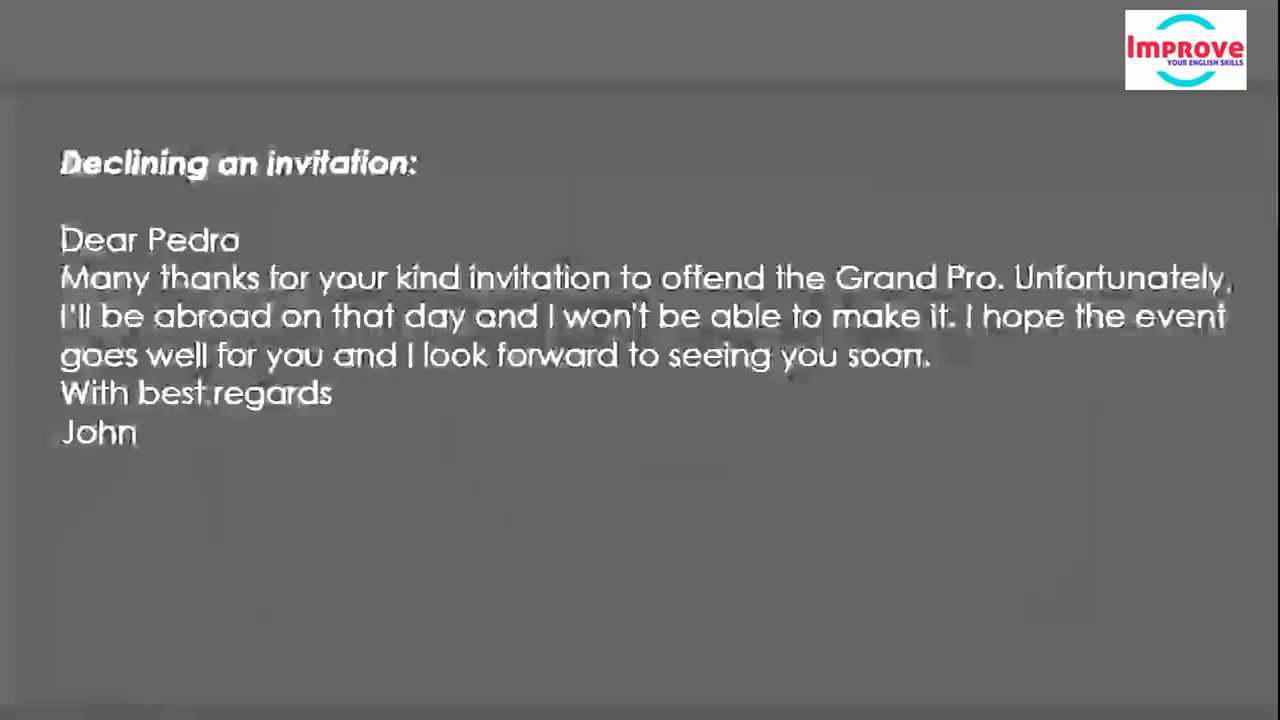 Improve
YOUR ENGLISH SKILLS
Declining an invitation:
Dear Pedro
Many thanks for your kind invitation to offend the Grand Pro. Unfortunately,
I'll be abroad on that day and I won't be able to make it. I hope the event
goes well for you and I look forward to seeing you soon.
With best regards
John